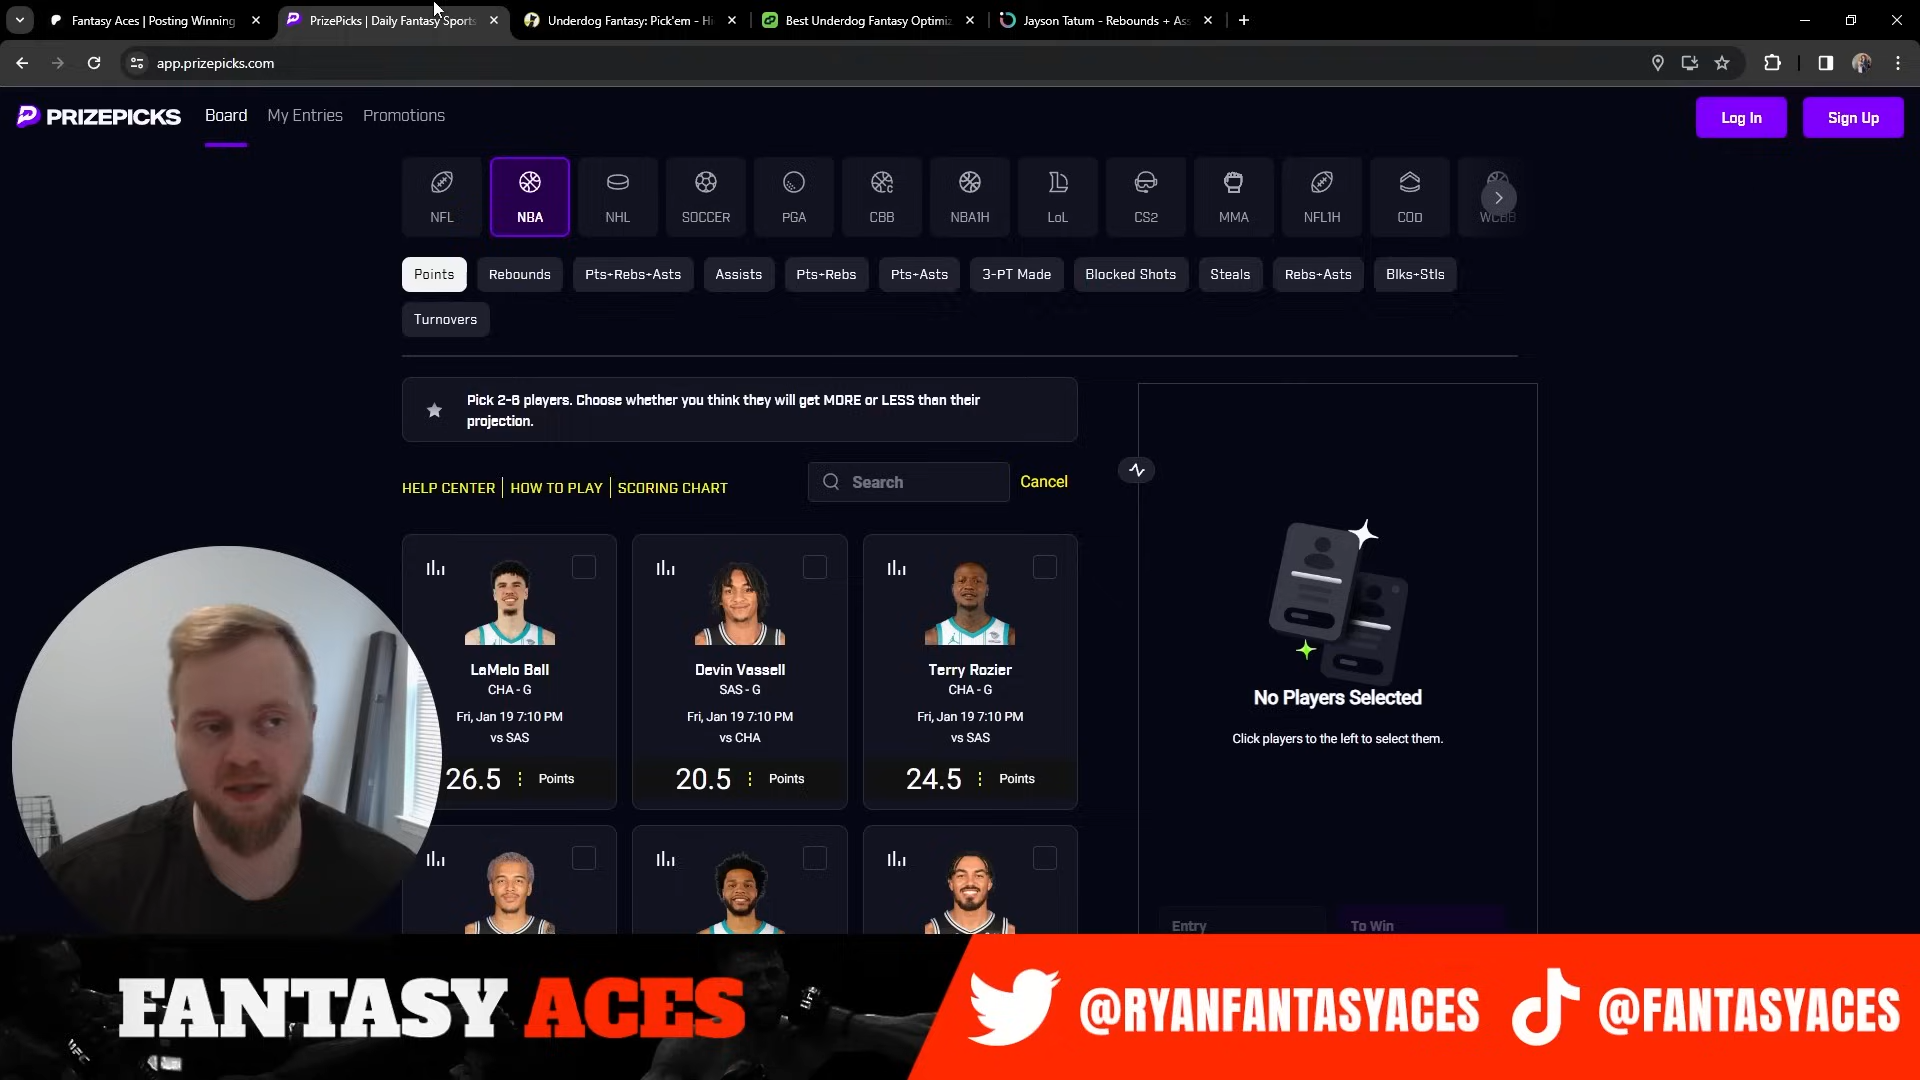 Fantasy Aces | Posting Winning
PrizePicks | Daily Fantasy Sports
Underdog Fantasy: Pick'em - Hi
Best Underdog Fantasy Optimiz
Jayson Tatum - Rebounds + As
app.prizepicks.com
PRIZEPICKS
Board
My Entries
Promotions
Log In
Sign Up
NFL
NBA
NHL
SOCCER
PGA
CBB
NBA1H
LoL
CS2
MMA
NFL1H
COD
WCBB
Points
Rebounds
Pts+Rebs+Asts
Assists
Pts+Rebs
Pts+Asts
3-PT Made
Blocked Shots
Steals
Rebs+Asts
Blks+Stls
Turnovers
Pick 2-6 players. Choose whether you think they will get MORE or LESS than their
projection.
HELP CENTER
HOW TO PLAY
SCORING CHART
Search
Cancel
LaMelo Ball
CHA - G
Fri, Jan 19 7:10 PM
vs SAS
26.5 Points
Devin Vassell
SAS - G
Fri, Jan 19 7:10 PM
vs CHA
20.5 Points
Terry Rozier
CHA - G
Fri, Jan 19 7:10 PM
vs SAS
24.5 Points
No Players Selected
Click players to the left to select them.
Entry
To Win
FANTASY ACES
@RYANFANTASYACES
@FANTASYACES